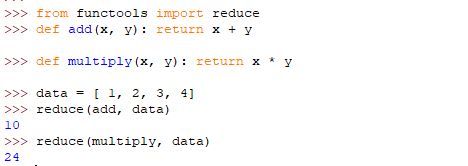 >>> from functools import reduce
>>> def add(x, y): return x + y
>>> def multiply(x, y): return x * y
>>> data = [ 1, 2, 3, 4]
>>> reduce(add, data)
10
>>> reduce(multiply, data)
24